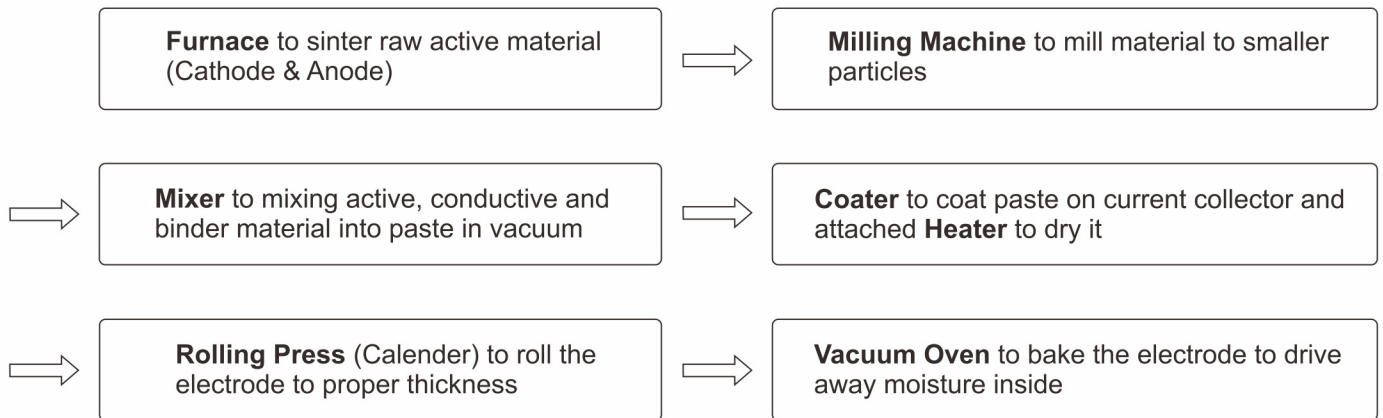 Furnace to sinter raw active material
(Cathode & Anode)
Milling Machine to mill material to smaller
particles
Mixer to mixing active, conductive and
binder material into paste in vacuum
Coater to coat paste on current collector and
attached Heater to dry it
Rolling Press (Calender) to roll the
electrode to proper thickness
Vacuum Oven to bake the electrode to drive
away moisture inside